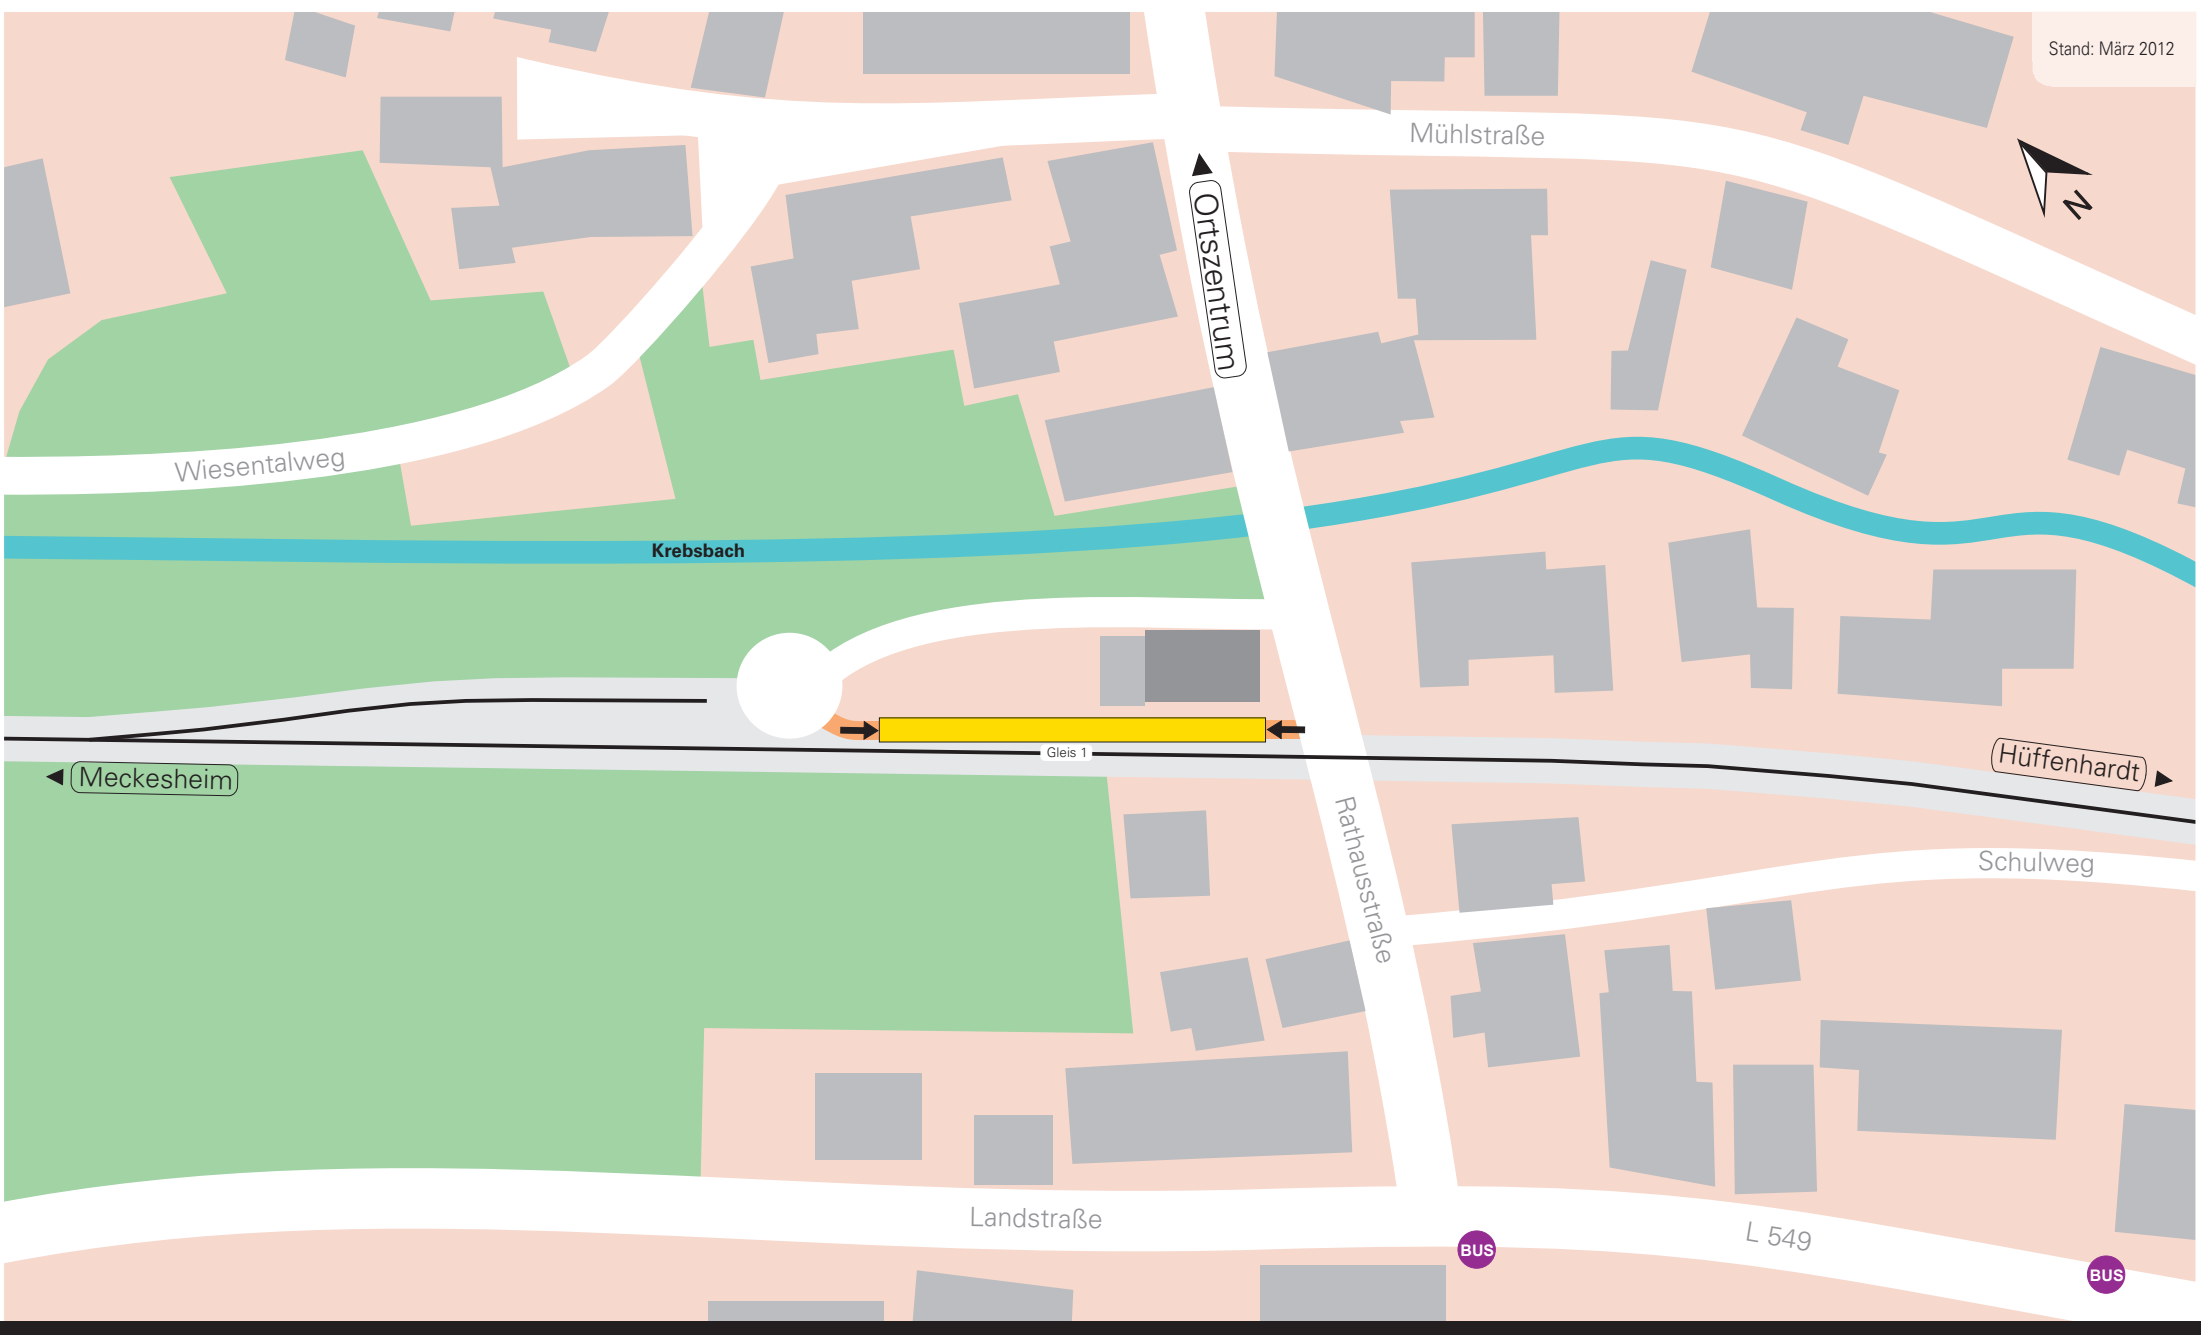 Stand: März 2012
Mühlstraße
N
Ortszentrum
Wiesentalweg
Krebsbach
Gleis 1
Meckesheim
Hüffenhardt
Rathausstraße
Schulweg
Landstraße
L 549
BUS
BUS